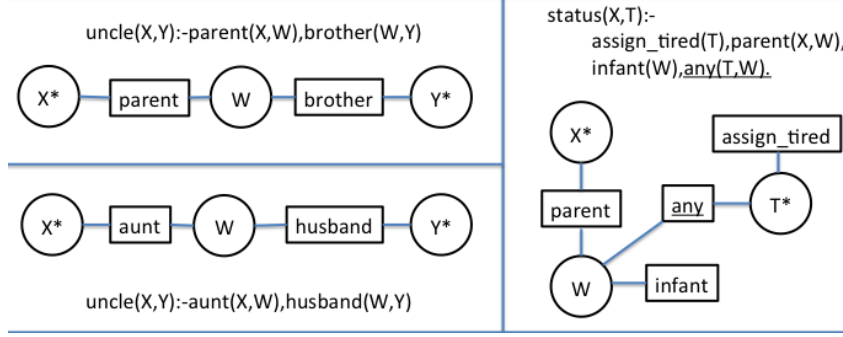 uncle(X,Y):-parent(X,W),brother(W,Y)
X* parent W brother Y*
X* aunt W husband Y*
uncle(X,Y):-aunt(X,W),husband(W,Y)
status(X,T):-
assign_tired(T),parent(X,W),
infant(W),any(T,W).
X*
assign_tired
parent
any
T*
W
infant